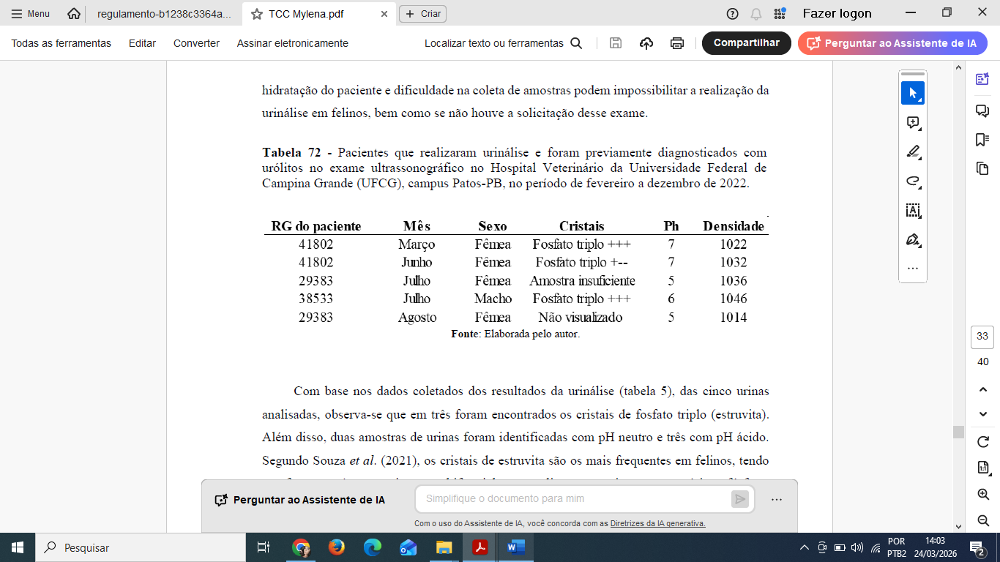 Menu
regulamento-b1238c3364a...
TCC Mylena.pdf
Criar
Fazer logon
Todas as ferramentas
Editar
Converter
Assinar eletronicamente
Localizar texto ou ferramentas
Compartilhar
Perguntar ao Assistente de IA
hidratação do paciente e dificuldade na coleta de amostras podem impossibilitar a realização da
urinálise em felinos, bem como se não houve a solicitação desse exame.
Tabela 72 - Pacientes que realizaram urinálise e foram previamente diagnosticados com
urólitos no exame ultrassonográfico no Hospital Veterinário da Universidade Federal de
Campina Grande (UFCG), campus Patos-PB, no período de fevereiro a dezembro de 2022.
RG do paciente Mês Sexo Cristais Ph Densidade
41802 Março Fêmea Fosfato triplo +++ 7 1022
41802 Junho Fêmea Fosfato triplo +-- 7 1032
29383 Julho Fêmea Amostra insuficiente 5 1036
38533 Julho Macho Fosfato triplo +++ 6 1046
29383 Agosto Fêmea Não visualizado 5 1014
Fonte: Elaborada pelo autor.
Com base nos dados coletados dos resultados da urinálise (tabela 5), das cinco urinas
analisadas, observa-se que em três foram encontrados os cristais de fosfato triplo (estruvita).
Além disso, duas amostras de urinas foram identificadas com pH neutro e três com pH ácido.
Segundo Souza et al. (2021), os cristais de estruvita são os mais frequentes em felinos, tendo
33
40
1:1
Perguntar ao Assistente de IA
Simplifique o documento para mim
Com o uso do Assistente de IA, você concorda com as Diretrizes da IA generativa.
Pesquisar
POR
PTB2
14:03
24/03/2026
2